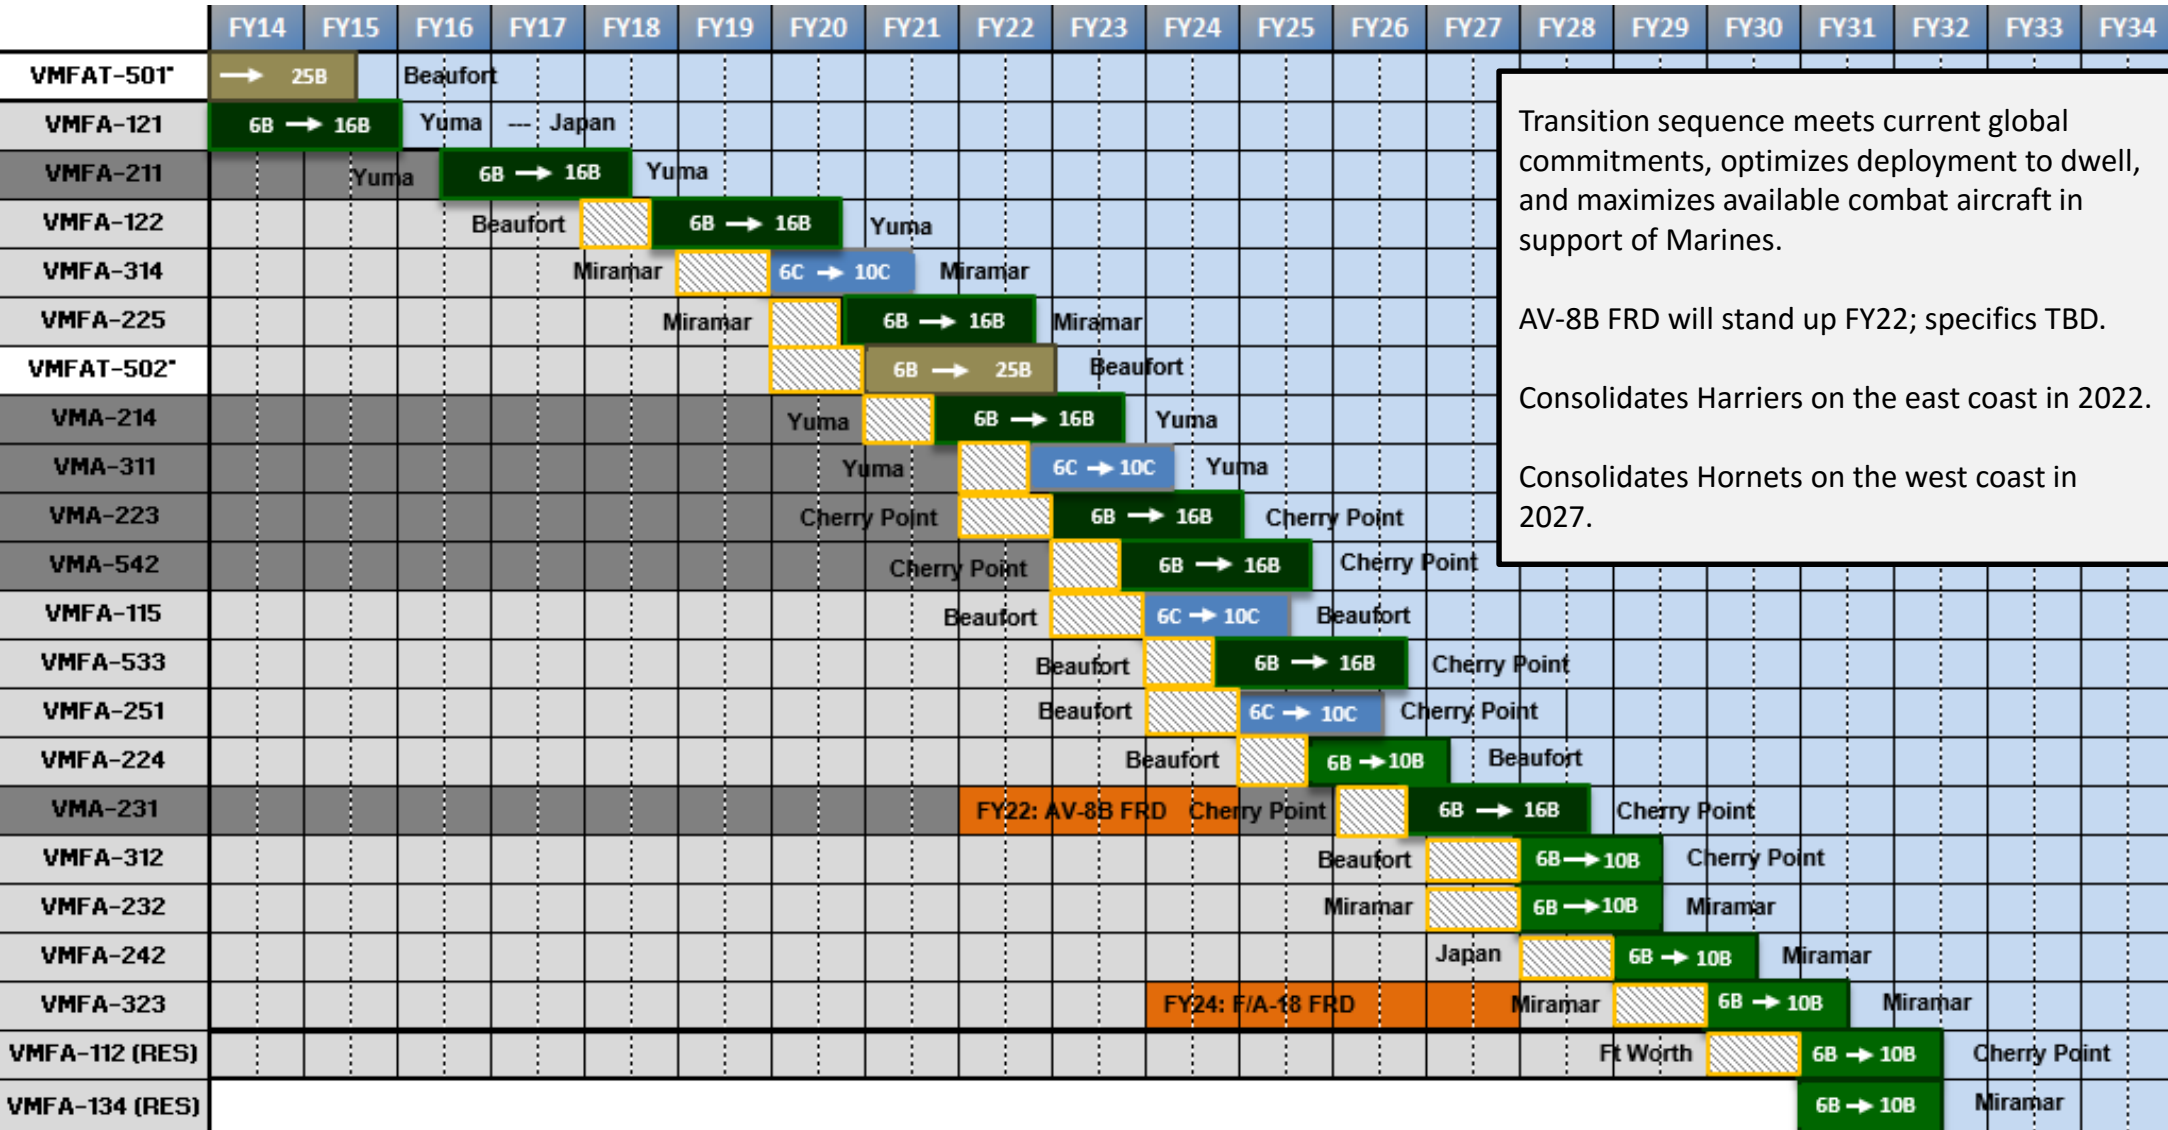 FY14 FY15 FY16 FY17 FY18 FY19 FY20 FY21 FY22 FY23 FY24 FY25 FY26 FY27 FY28 FY29 FY30 FY31 FY32 FY33 FY34
VMFAT-501* → 25B Beaufort
VMFA-121 6B → 16B Yuma --- Japan
VMFA-211 Yuma 6B → 16B Yuma
VMFA-122 Beaufort 6B → 16B Yuma
VMFA-314 Miramar 6C → 10C Miramar
VMFA-225 Miramar 6B → 16B Miramar
VMFAT-502* 6B → 25B Beaufort
VMA-214 Yuma 6B → 16B Yuma
VMA-311 Yuma 6C → 10C Yuma
VMA-223 Cherry Point 6B → 16B Cherry Point
VMA-542 Cherry Point 6B → 16B Cherry Point
VMFA-115 Beaufort 6C → 10C Beaufort
VMFA-533 Beaufort 6B → 16B Cherry Point
VMFA-251 Beaufort 6C → 10C Cherry Point
VMFA-224 Beaufort 6B → 10B Beaufort
VMA-231 FY22: AV-8B FRD Cherry Point 6B → 16B Cherry Point
VMFA-312 Beaufort 6B → 10B Cherry Point
VMFA-232 Miramar 6B → 10B Miramar
VMFA-242 Japan 6B → 10B Miramar
VMFA-323 FY24: F/A-18 FRD Miramar 6B → 10B Miramar
VMFA-112 (RES) Ft Worth 6B → 10B Cherry Point
VMFA-134 (RES) 6B → 10B Miramar
Transition sequence meets current global
commitments, optimizes deployment to dwell,
and maximizes available combat aircraft in
support of Marines.
AV-8B FRD will stand up FY22; specifics TBD.
Consolidates Harriers on the east coast in 2022.
Consolidates Hornets on the west coast in
2027.